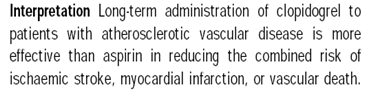 Interpretation Long-term administration of clopidogrel to
patients with atherosclerotic vascular disease is more
effective than aspirin in reducing the combined risk of
ischaemic stroke, myocardial infarction, or vascular death.